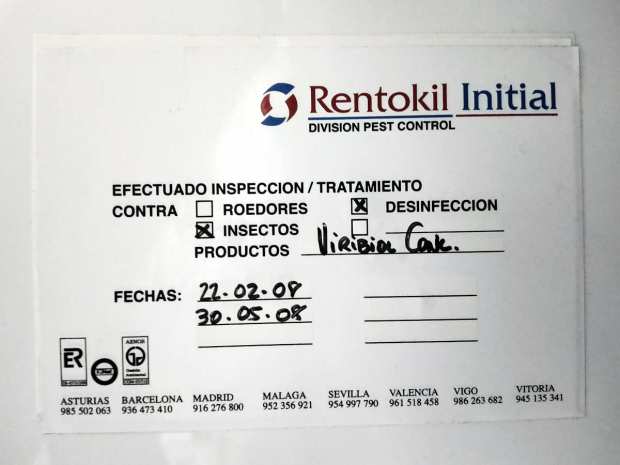 Rentokil Initial
DIVISION PEST CONTROL
EFECTUADO INSPECCION / TRATAMIENTO
CONTRA ROEDORES DESINFECCION
INSECTOS
PRODUCTOS
FECHAS: 22.02.08
30.05.08
ER
AENOR
ASTURIAS BARCELONA MADRID MALAGA SEVILLA VALENCIA VIGO VITORIA
985 502 063 936 473 410 916 276 800 952 356 921 954 997 790 961 518 458 986 263 682 945 135 341